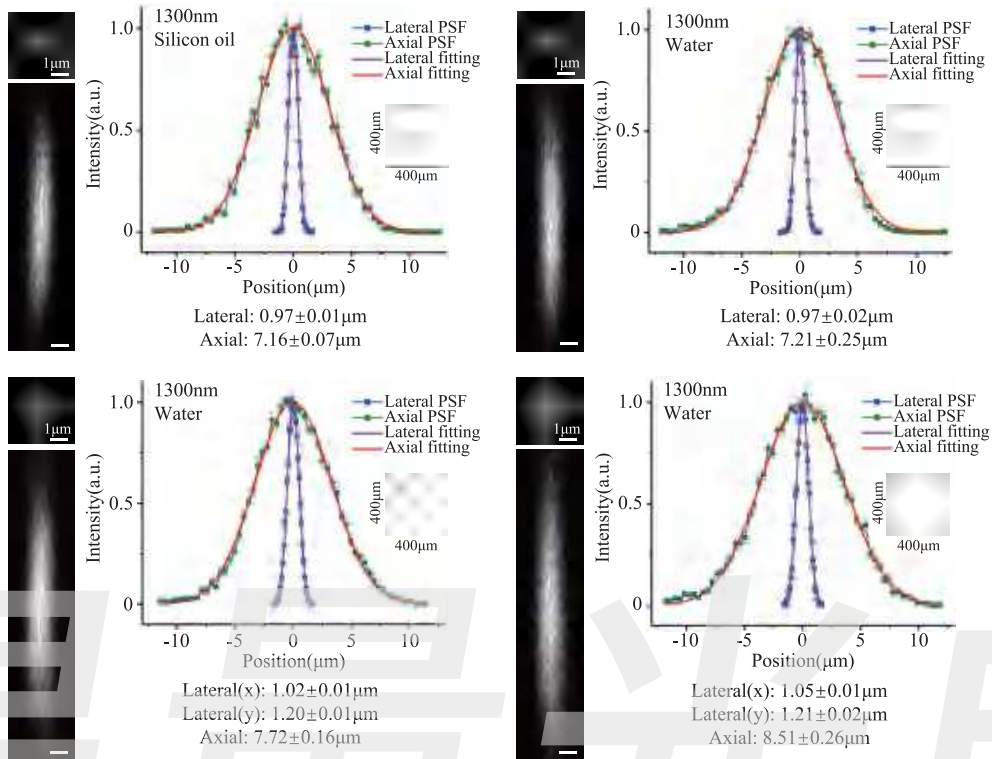 1300nm
Silicon oil
Lateral PSF
Axial PSF
Lateral fitting
Axial fitting
1μm
Intensity(a.u.)
1.0
0.5
0
400μm
400μm
-10 -5 0 5 10
Position(μm)
Lateral: 0.97±0.01μm
Axial: 7.16±0.07μm
1300nm
Water
Lateral PSF
Axial PSF
Lateral fitting
Axial fitting
1μm
Intensity(a.u.)
1.0
0.5
0
400μm
400μm
-10 -5 0 5 10
Position(μm)
Lateral: 0.97±0.02μm
Axial: 7.21±0.25μm
1300nm
Water
Lateral PSF
Axial PSF
Lateral fitting
Axial fitting
1μm
Intensity(a.u.)
1.0
0.5
0
400μm
400μm
-10 -5 0 5 10
Position(μm)
Lateral(x): 1.02±0.01μm
Lateral(y): 1.20±0.01μm
Axial: 7.72±0.16μm
1300nm
Water
Lateral PSF
Axial PSF
Lateral fitting
Axial fitting
1μm
Intensity(a.u.)
1.0
0.5
0
400μm
400μm
-10 -5 0 5 10
Position(μm)
Lateral(x): 1.05±0.01μm
Lateral(y): 1.21±0.02μm
Axial: 8.51±0.26μm